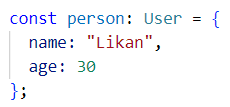 const person: User = {
  name: "Likan",
  age: 30
};